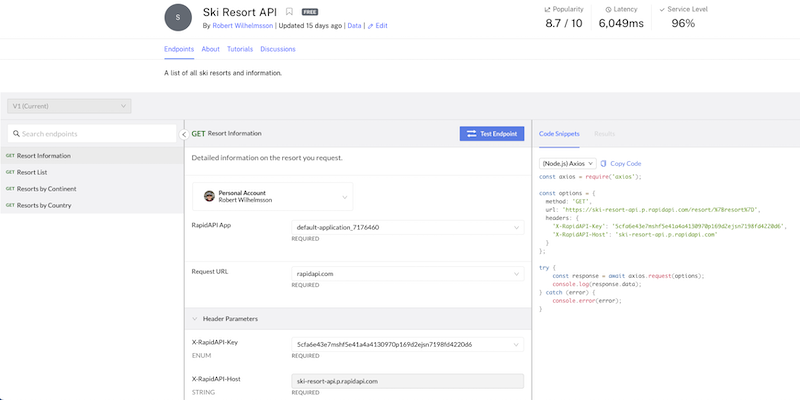 S
Ski Resort API FREE
By Robert Wilhelmsson | Updated 15 days ago | Data | Edit
Popularity
8.7 / 10
Latency
6,049ms
Service Level
96%
Endpoints About Tutorials Discussions
A list of all ski resorts and information.
V1 (Current)
Search endpoints
GET Resort Information
GET Resort List
GET Resorts by Continent
GET Resorts by Country
GET Resort Information
Test Endpoint
Detailed information on the resort you request.
Personal Account
Robert Wilhelmsson
RapidAPI App
default-application_7176460
REQUIRED
Request URL
rapidapi.com
REQUIRED
Header Parameters
X-RapidAPI-Key
ENUM
5cfa6e43e7mshf5e41a4a4130970p169d2ejsn7198fd4220d6
REQUIRED
X-RapidAPI-Host
STRING
ski-resort-api.p.rapidapi.com
REQUIRED
Code Snippets Results
(Node.js) Axios Copy Code
const axios = require('axios');
const options = {
method: 'GET',
url: 'https://ski-resort-api.p.rapidapi.com/resort/%7Bresort%7D',
headers: {
'X-RapidAPI-Key': '5cfa6e43e7mshf5e41a4a4130970p169d2ejsn7198fd4220d6',
'X-RapidAPI-Host': 'ski-resort-api.p.rapidapi.com'
}
};
try {
const response = await axios.request(options);
console.log(response.data);
} catch (error) {
console.error(error);
}